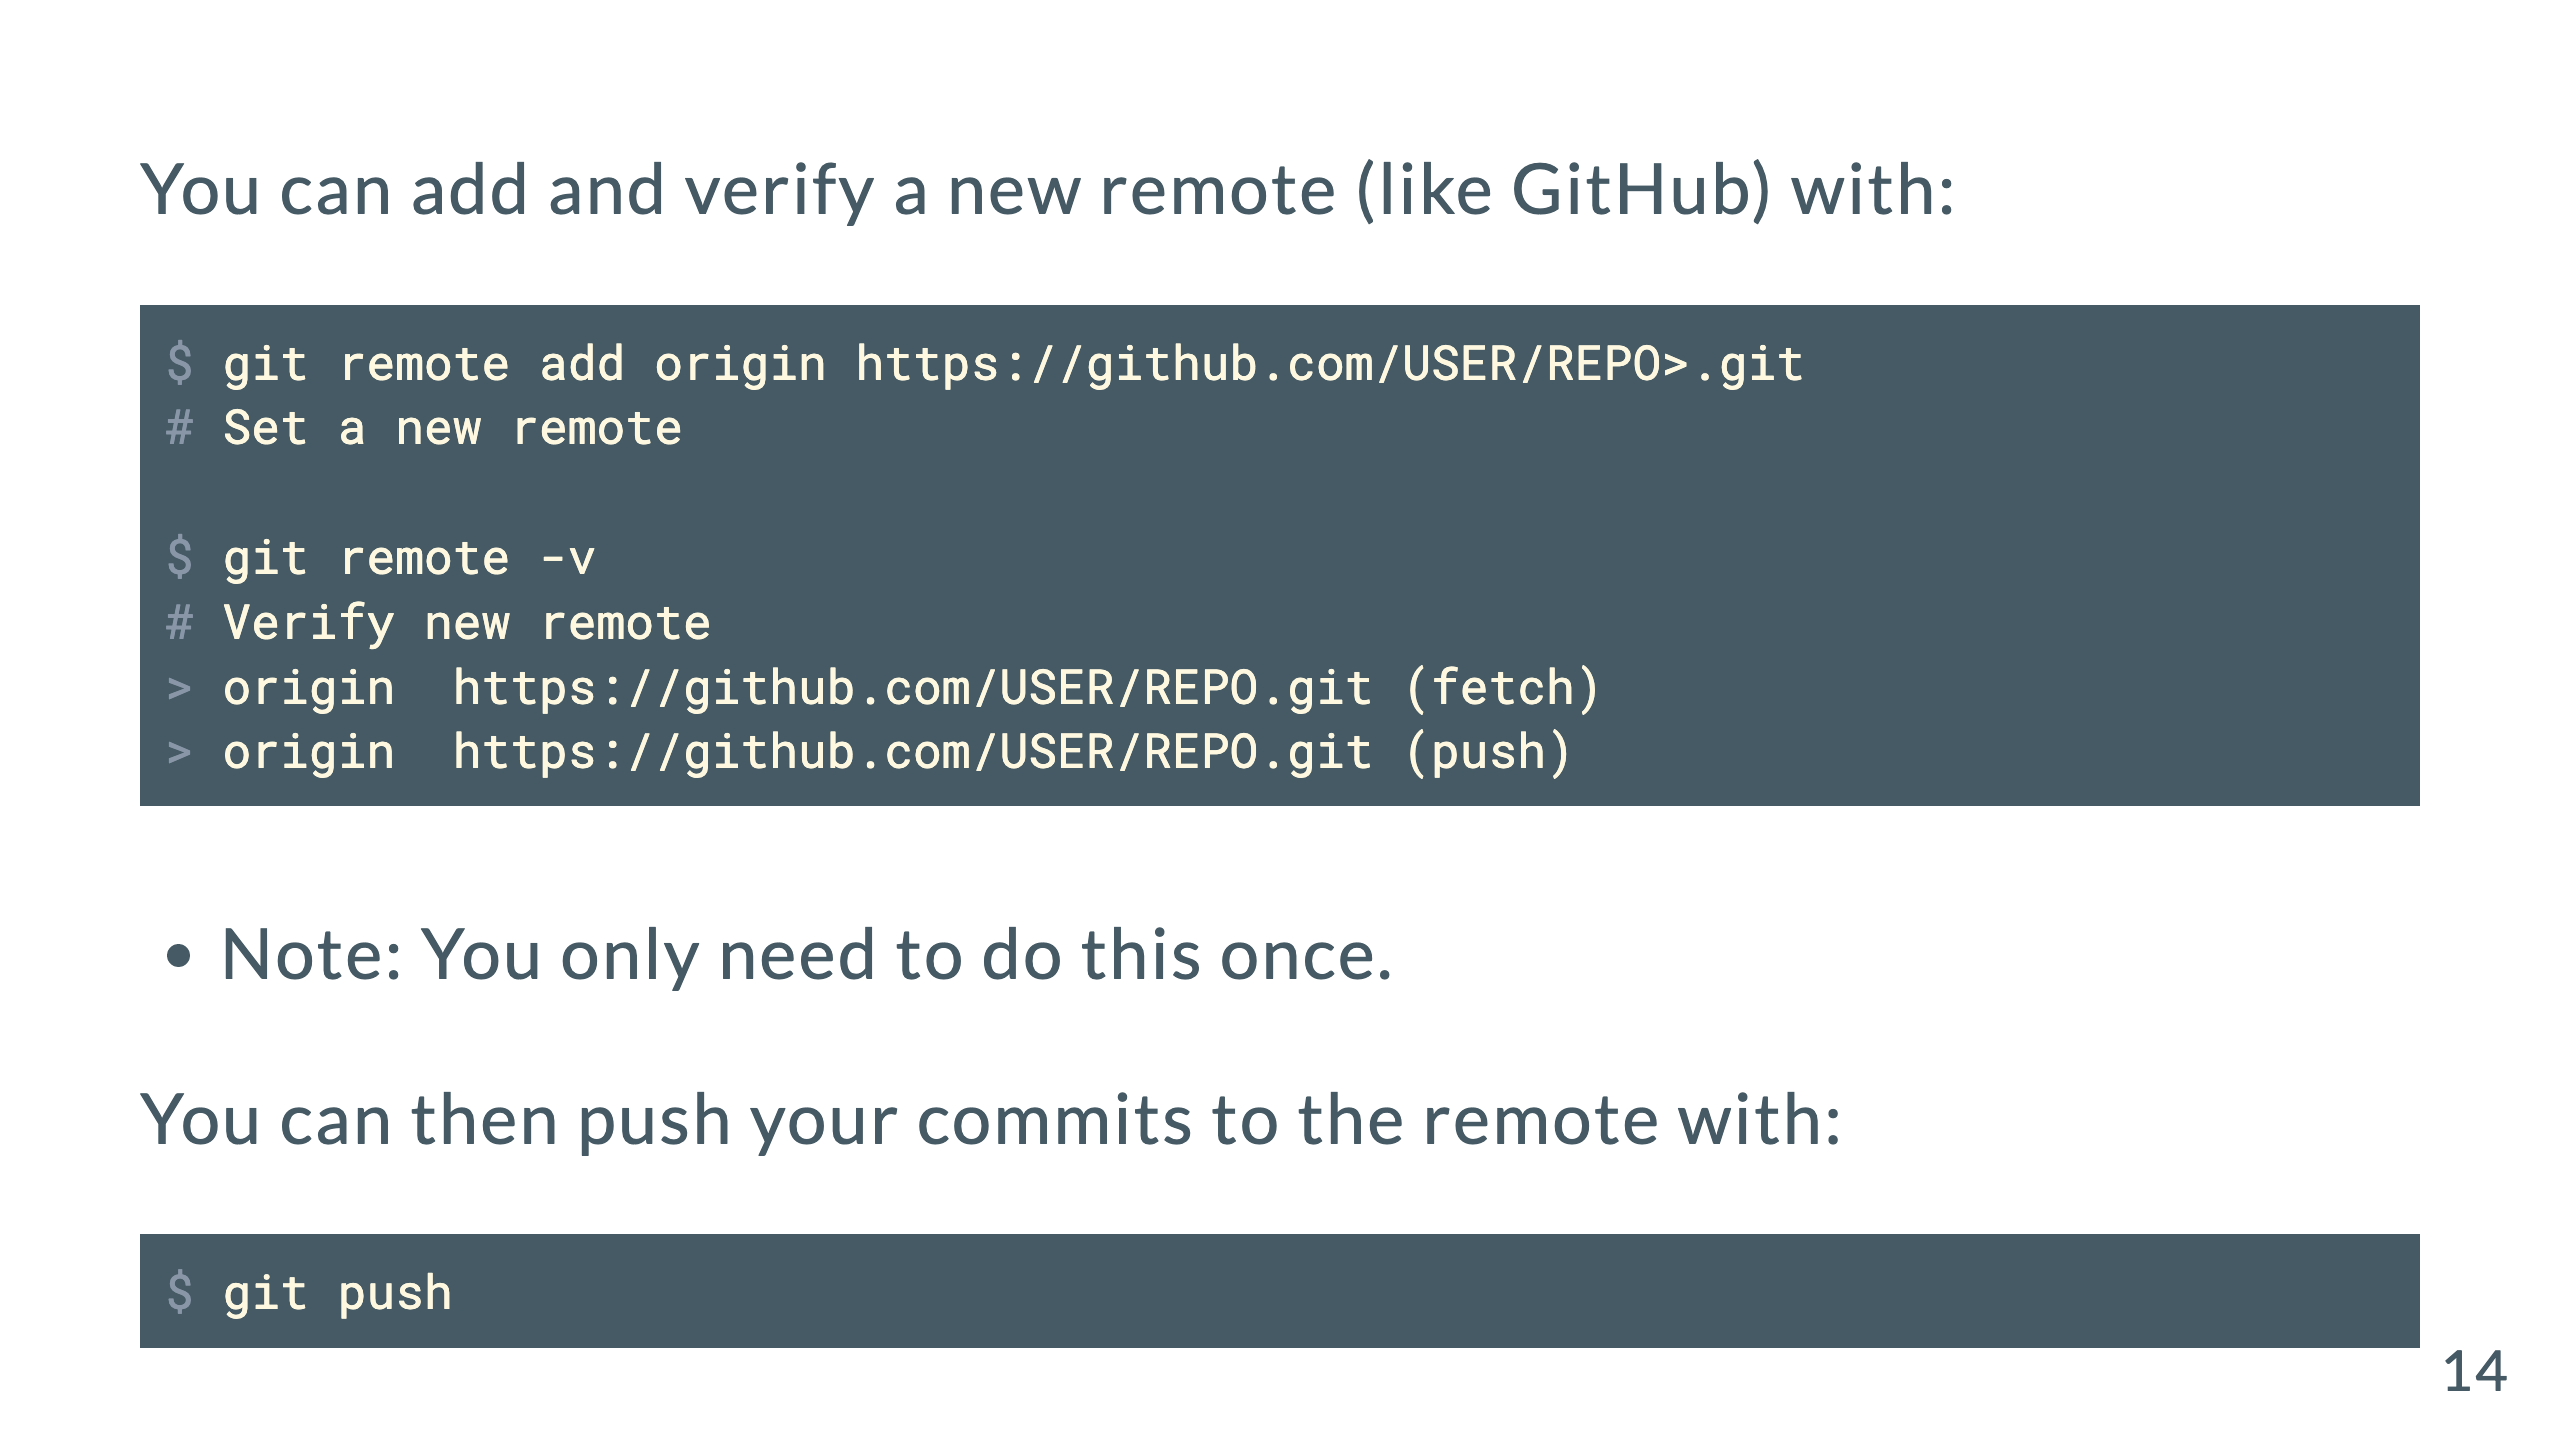 You can add and verify a new remote (like GitHub) with:
$ git remote add origin https://github.com/USER/REPO>.git
# Set a new remote
$ git remote -v
# Verify new remote
> origin  https://github.com/USER/REPO.git (fetch)
> origin  https://github.com/USER/REPO.git (push)
• Note: You only need to do this once.
You can then push your commits to the remote with:
$ git push
14